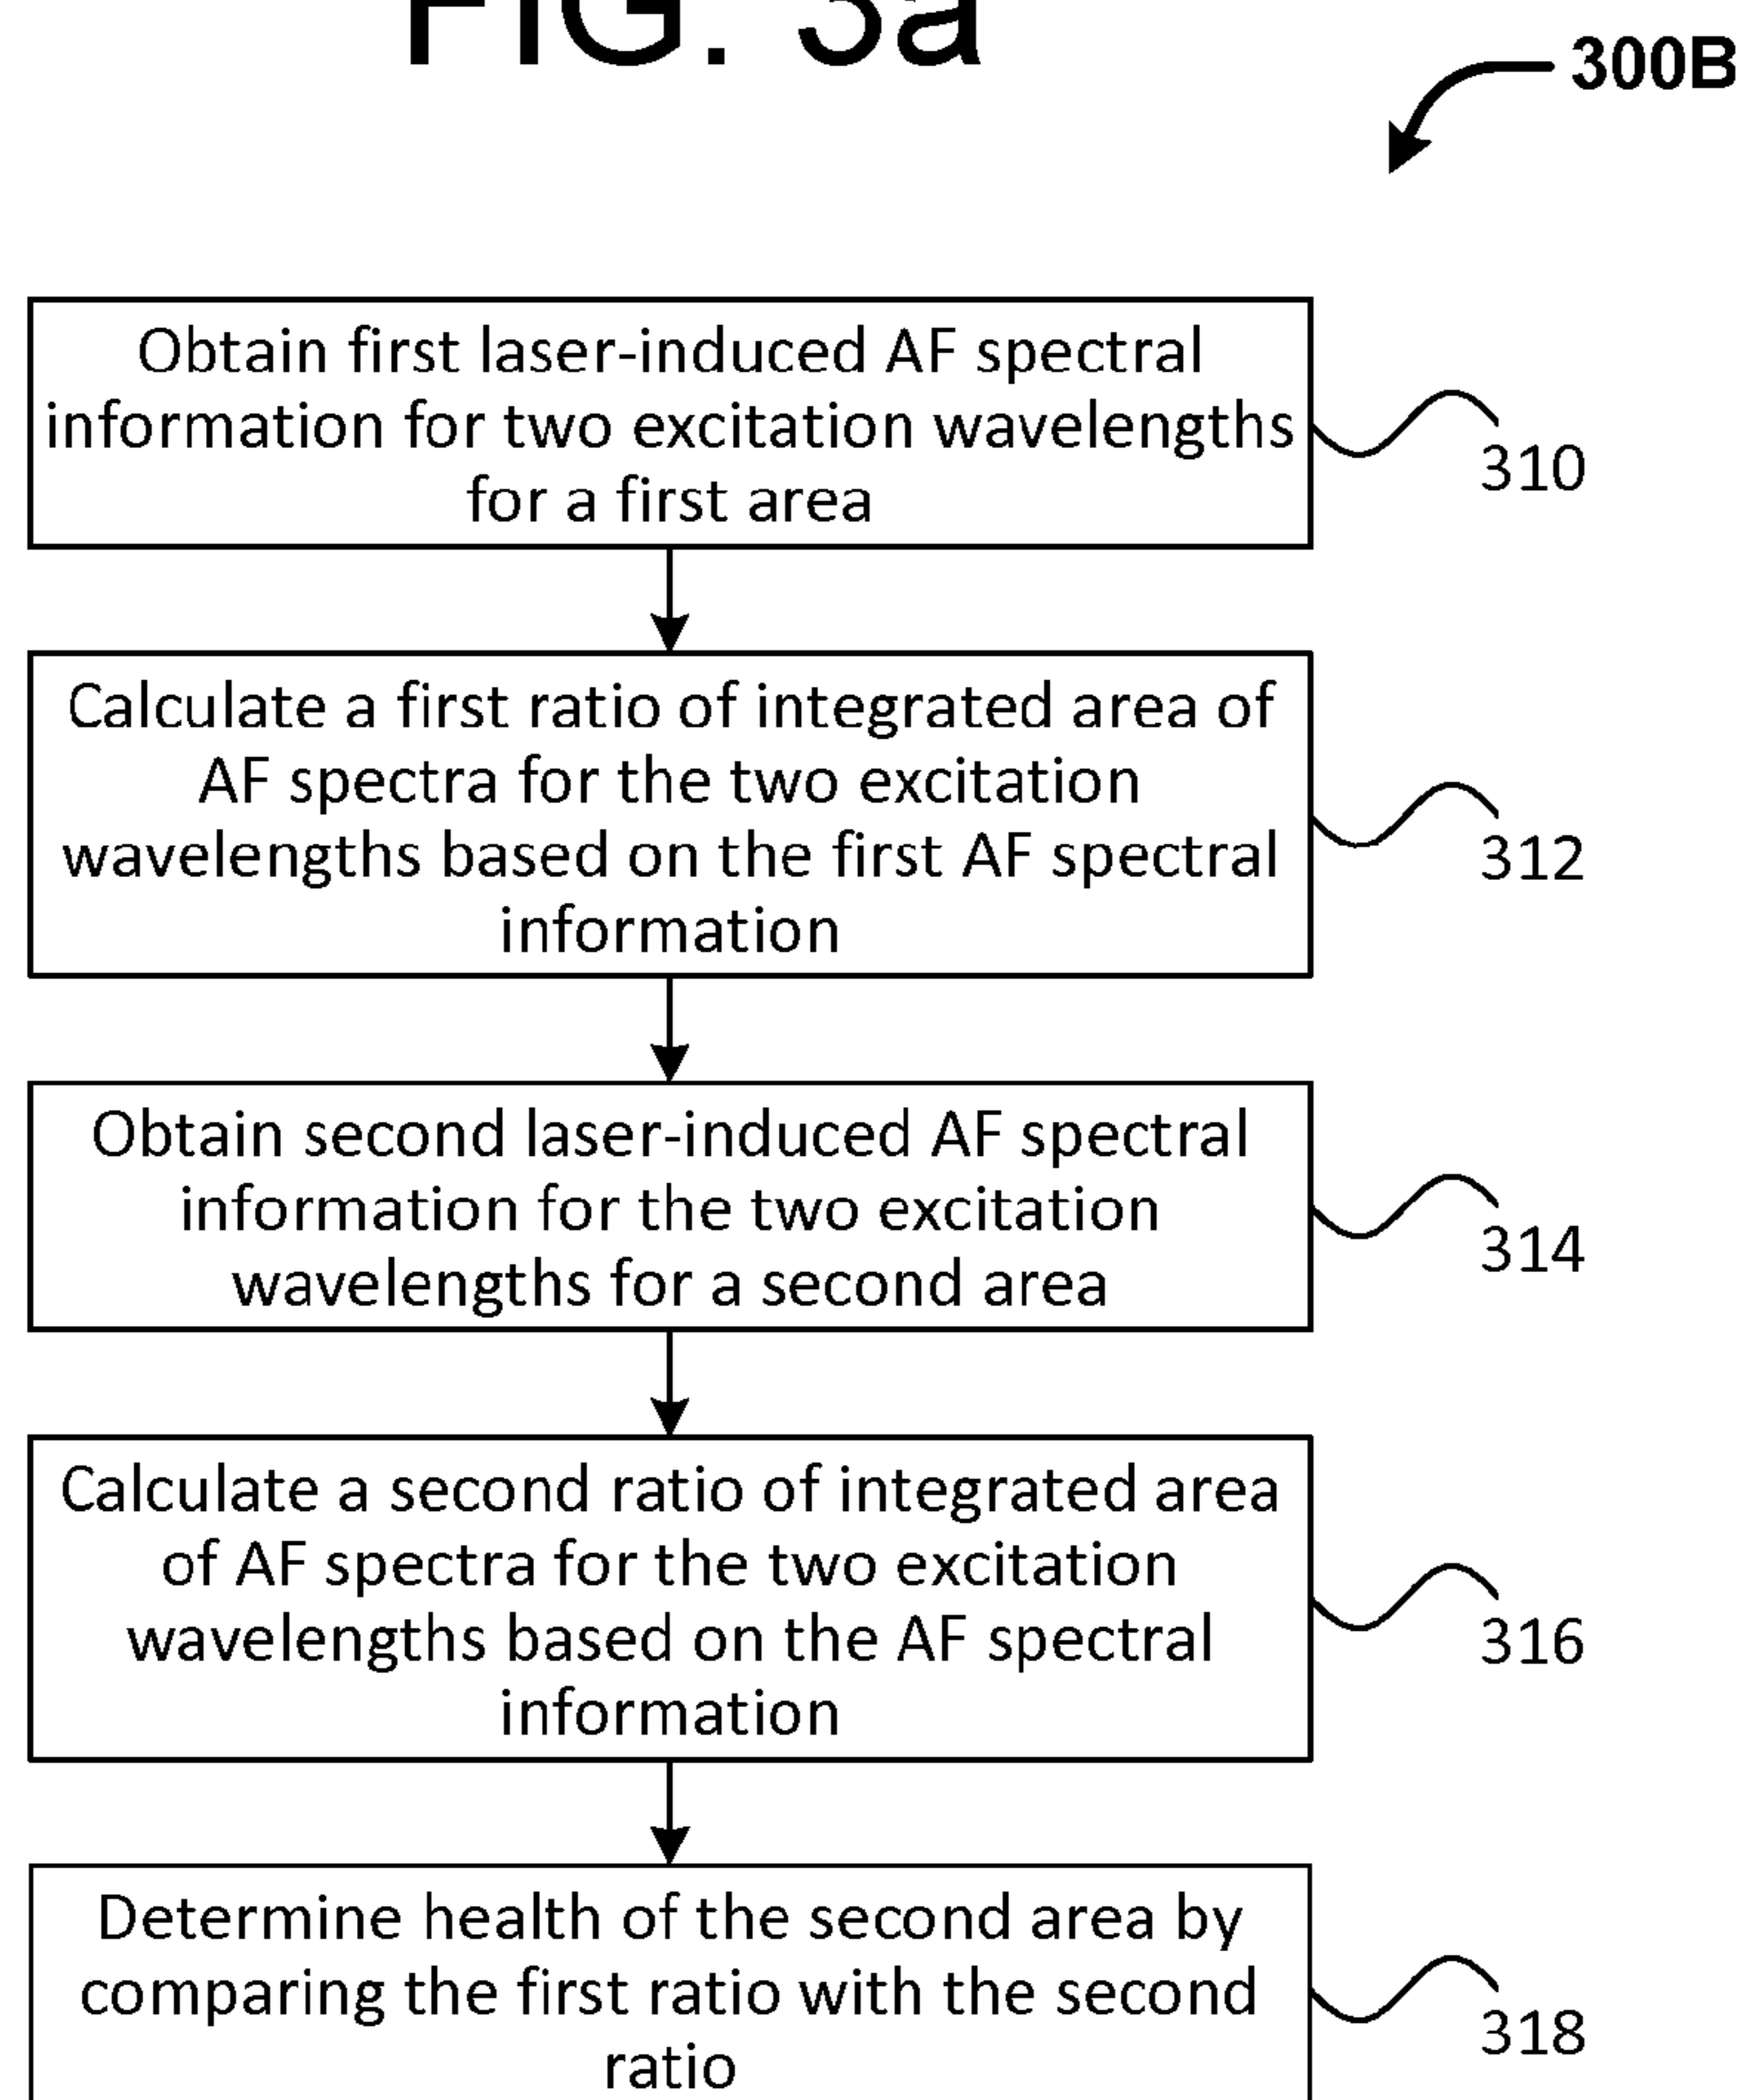 FIG. 3a
300B
Obtain first laser-induced AF spectral
information for two excitation wavelengths
for a first area
310
Calculate a first ratio of integrated area of
AF spectra for the two excitation
wavelengths based on the first AF spectral
information
312
Obtain second laser-induced AF spectral
information for the two excitation
wavelengths for a second area
314
Calculate a second ratio of integrated area
of AF spectra for the two excitation
wavelengths based on the AF spectral
information
316
Determine health of the second area by
comparing the first ratio with the second
ratio
318